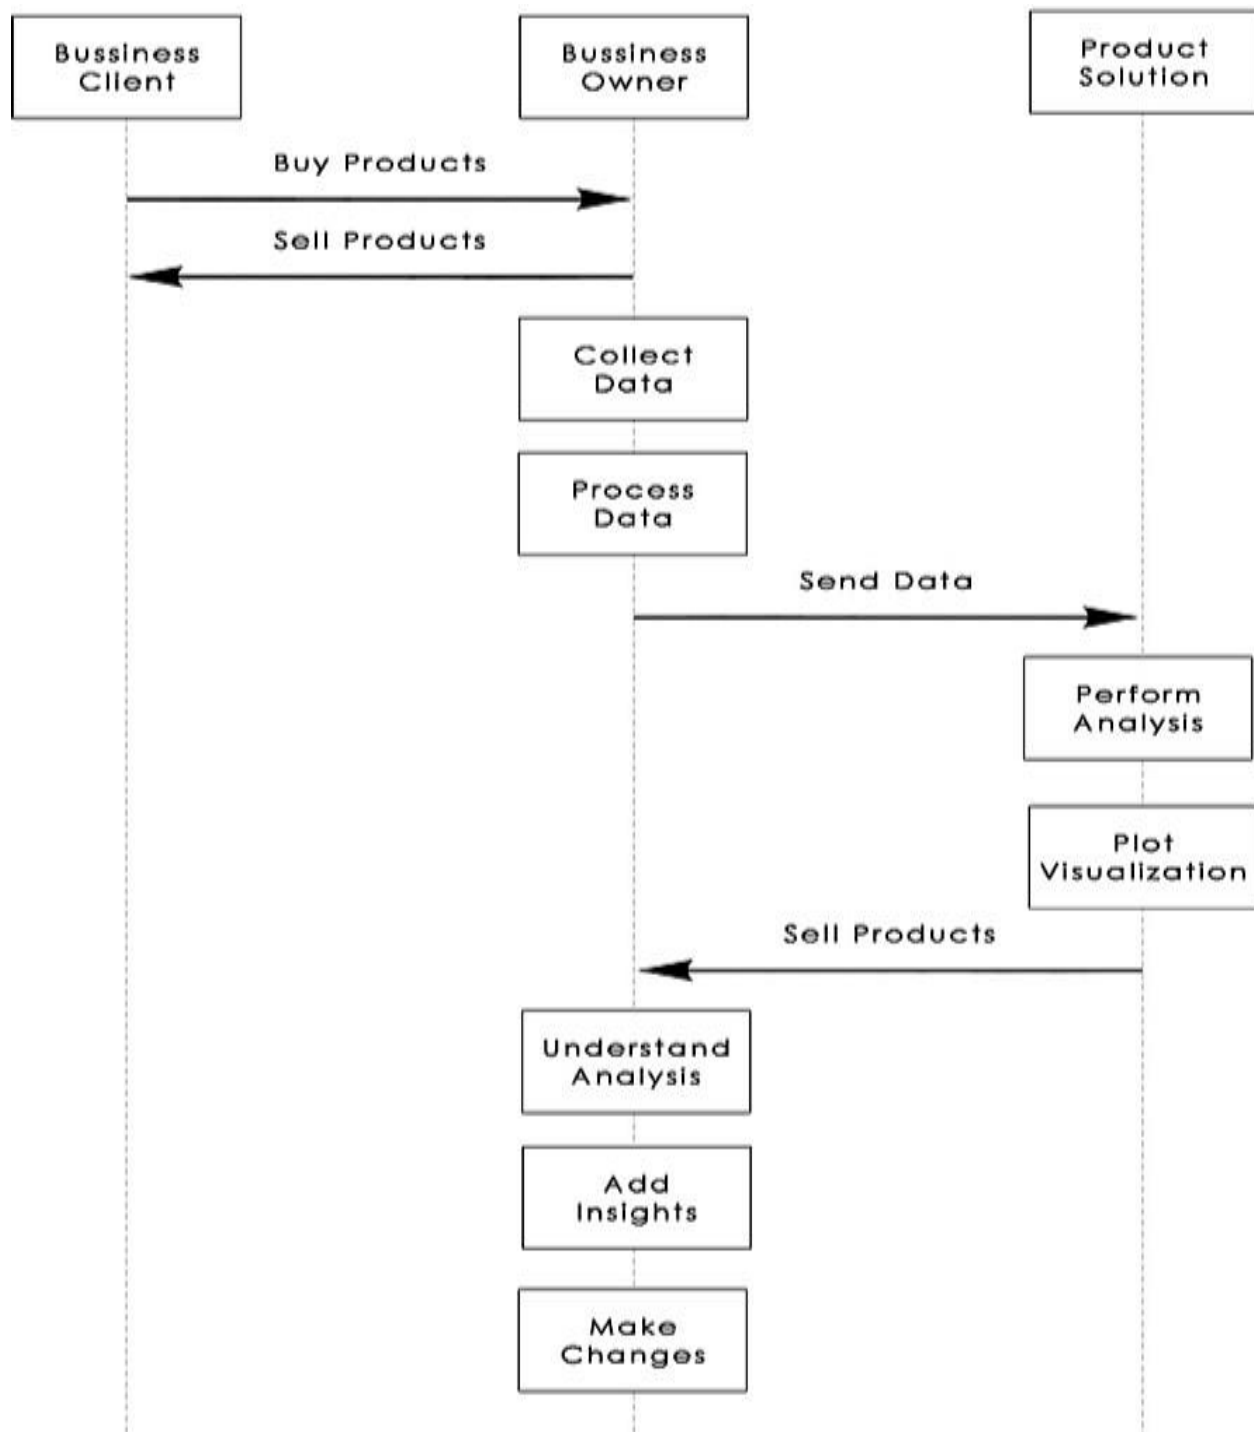 Bussiness
Client
Bussiness
Owner
Product
Solution
Buy Products
Sell Products
Collect
Data
Process
Data
Send Data
Perform
Analysis
Plot
Visualization
Sell Products
Understand
Analysis
Add
Insights
Make
Changes